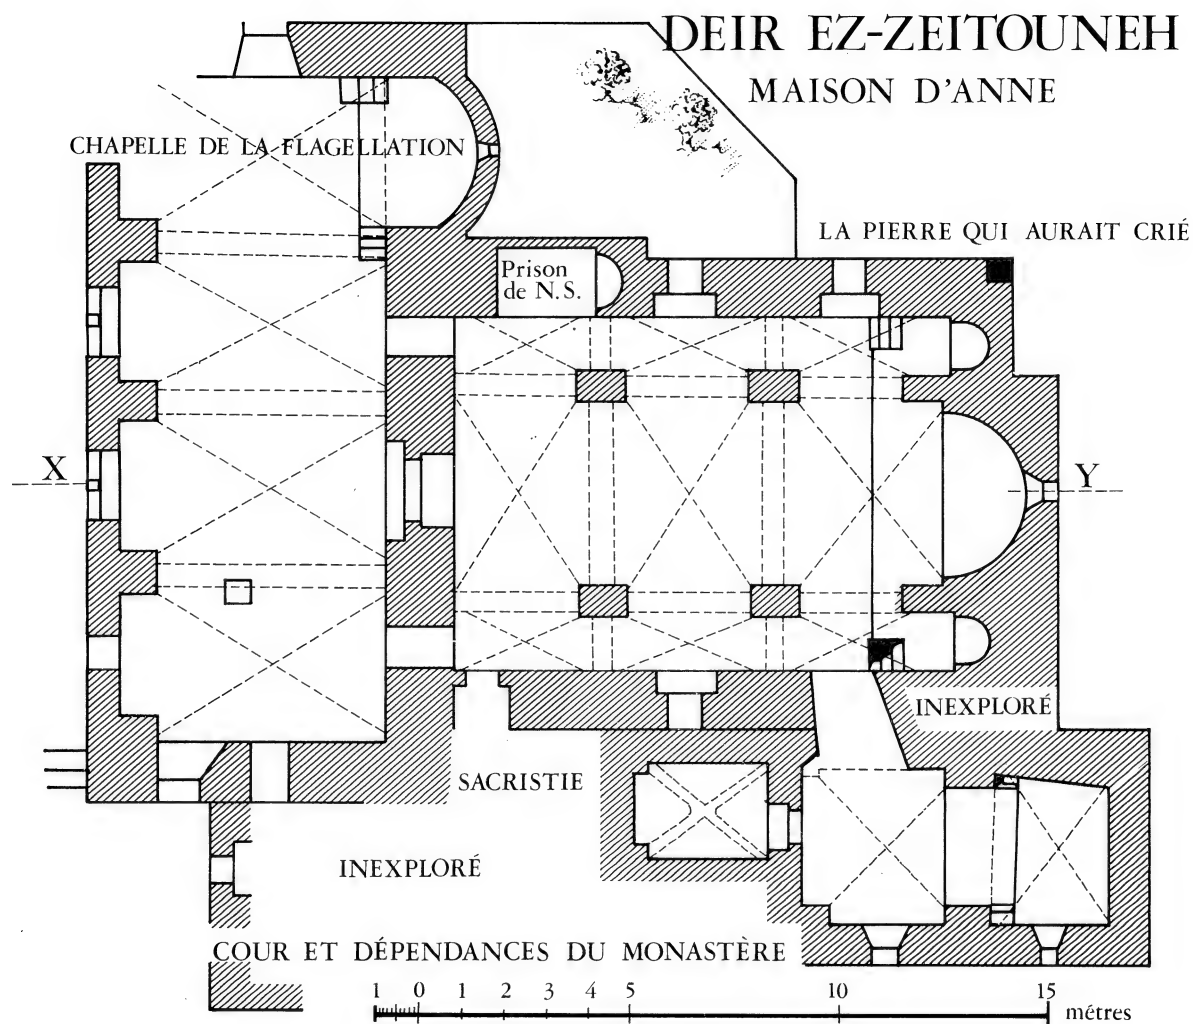 DEIR EZ-ZEITOUNEH
MAISON D'ANNE
CHAPELLE DE LA FLAGELLATION
LA PIERRE QUI AURAIT CRIÉ
Prison
de N.S.
X
Y
INEXPLORÉ
SACRISTIE
INEXPLORÉ
COUR ET DÉPENDANCES DU MONASTÈRE
1 0 1 2 3 4 5 10 15
métres